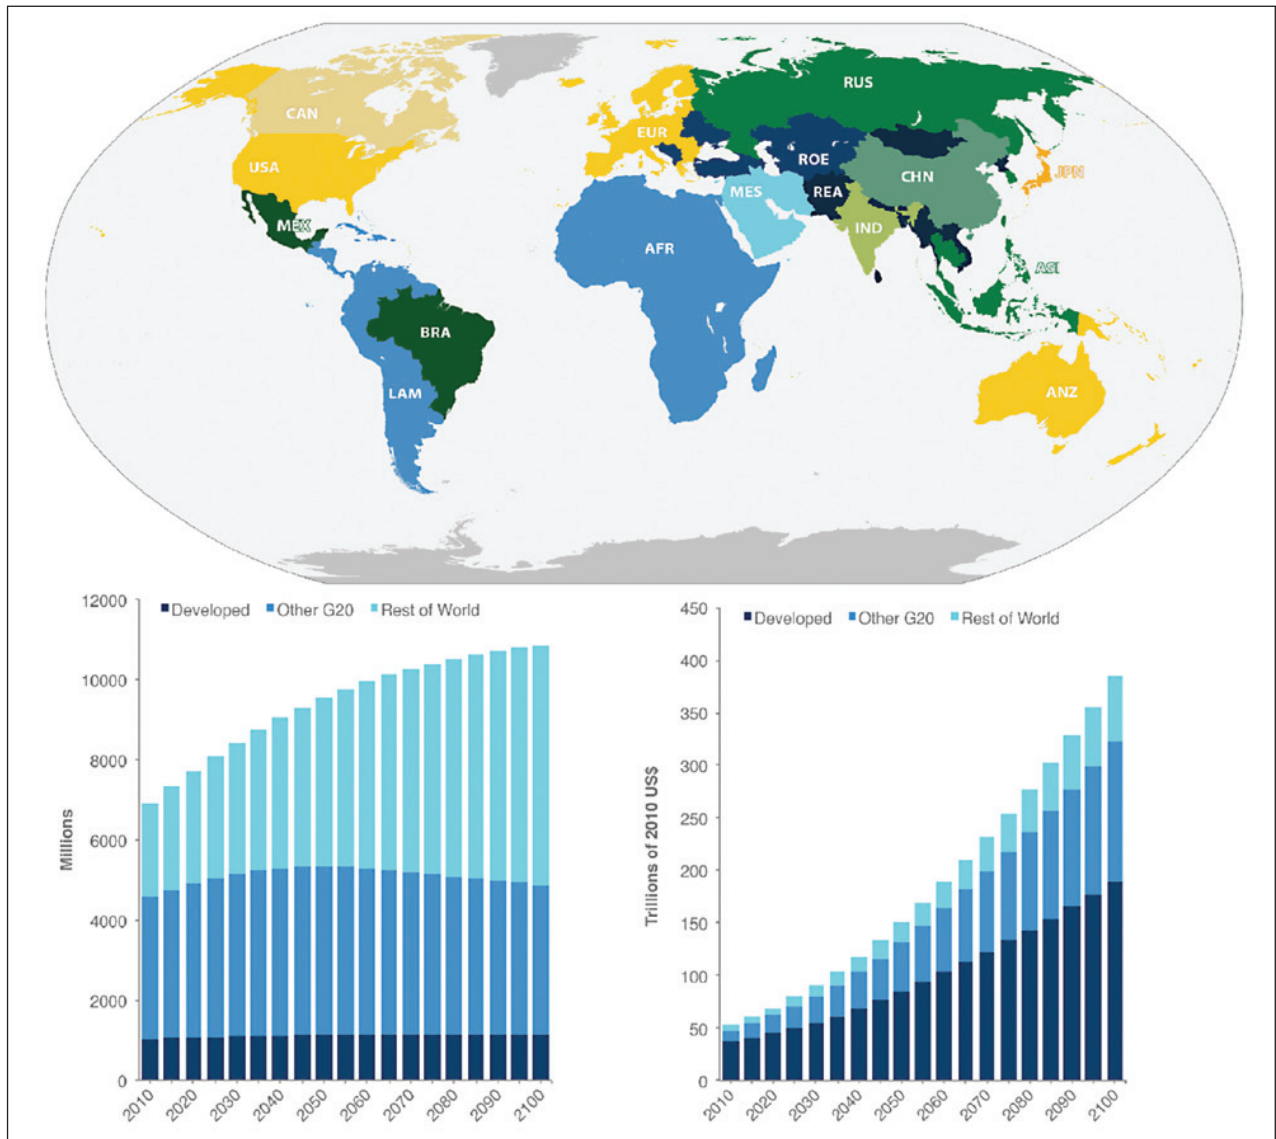 RUS
CAN
EUR
USA
ROE
JPN
CHN
MES
REA
MEX
IND
AFR
ASI
BRA
LAM
ANZ
12000
Developed Other G20 Rest of World
10000
8000
6000
4000
2000
0
Millions
2010 2020 2030 2040 2050 2060 2070 2080 2090 2100
450
Developed Other G20 Rest of World
400
350
300
250
200
150
100
50
0
Trillions of 2010 US$
2010 2020 2030 2040 2050 2060 2070 2080 2090 2100